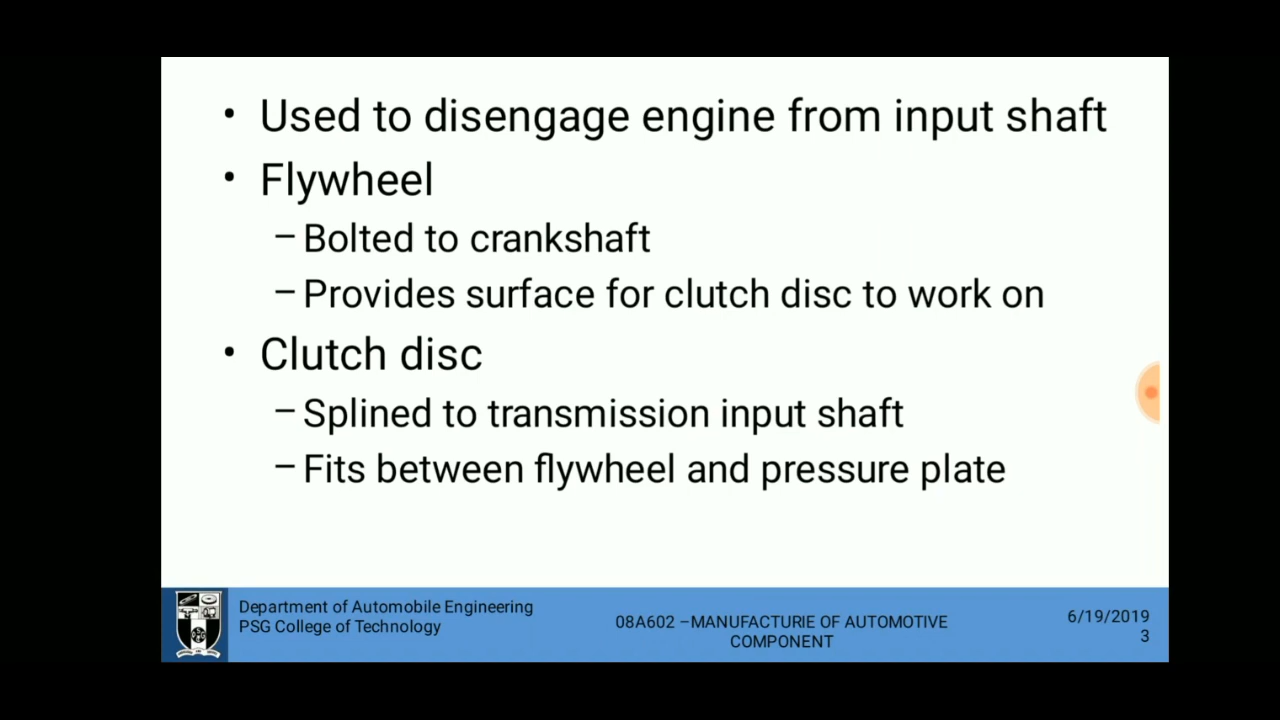 • Used to disengage engine from input shaft
• Flywheel
– Bolted to crankshaft
– Provides surface for clutch disc to work on
• Clutch disc
– Splined to transmission input shaft
– Fits between flywheel and pressure plate
Department of Automobile Engineering
PSG College of Technology
08A602 –MANUFACTURIE OF AUTOMOTIVE
COMPONENT
6/19/2019
3